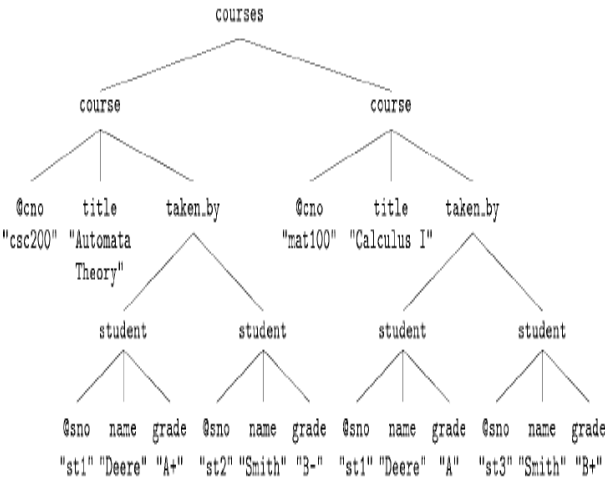 courses
course course
@cno title taken_by @cno title taken_by
"csc200" "Automata "mat100" "Calculus I"
Theory"
student student student student
@sno name grade @sno name grade @sno name grade @sno name grade
"st1" "Deere" "A+" "st2" "Smith" "B-" "st1" "Deere" "A" "st3" "Smith" "B+"